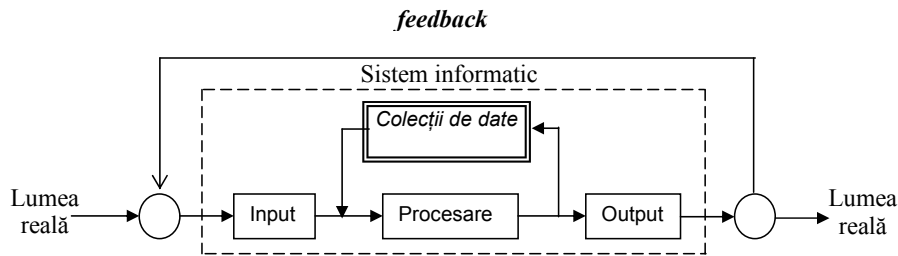 feedback
Sistem informatic
Colecții de date
Lumea
reală
Input
Procesare
Output
Lumea
reală